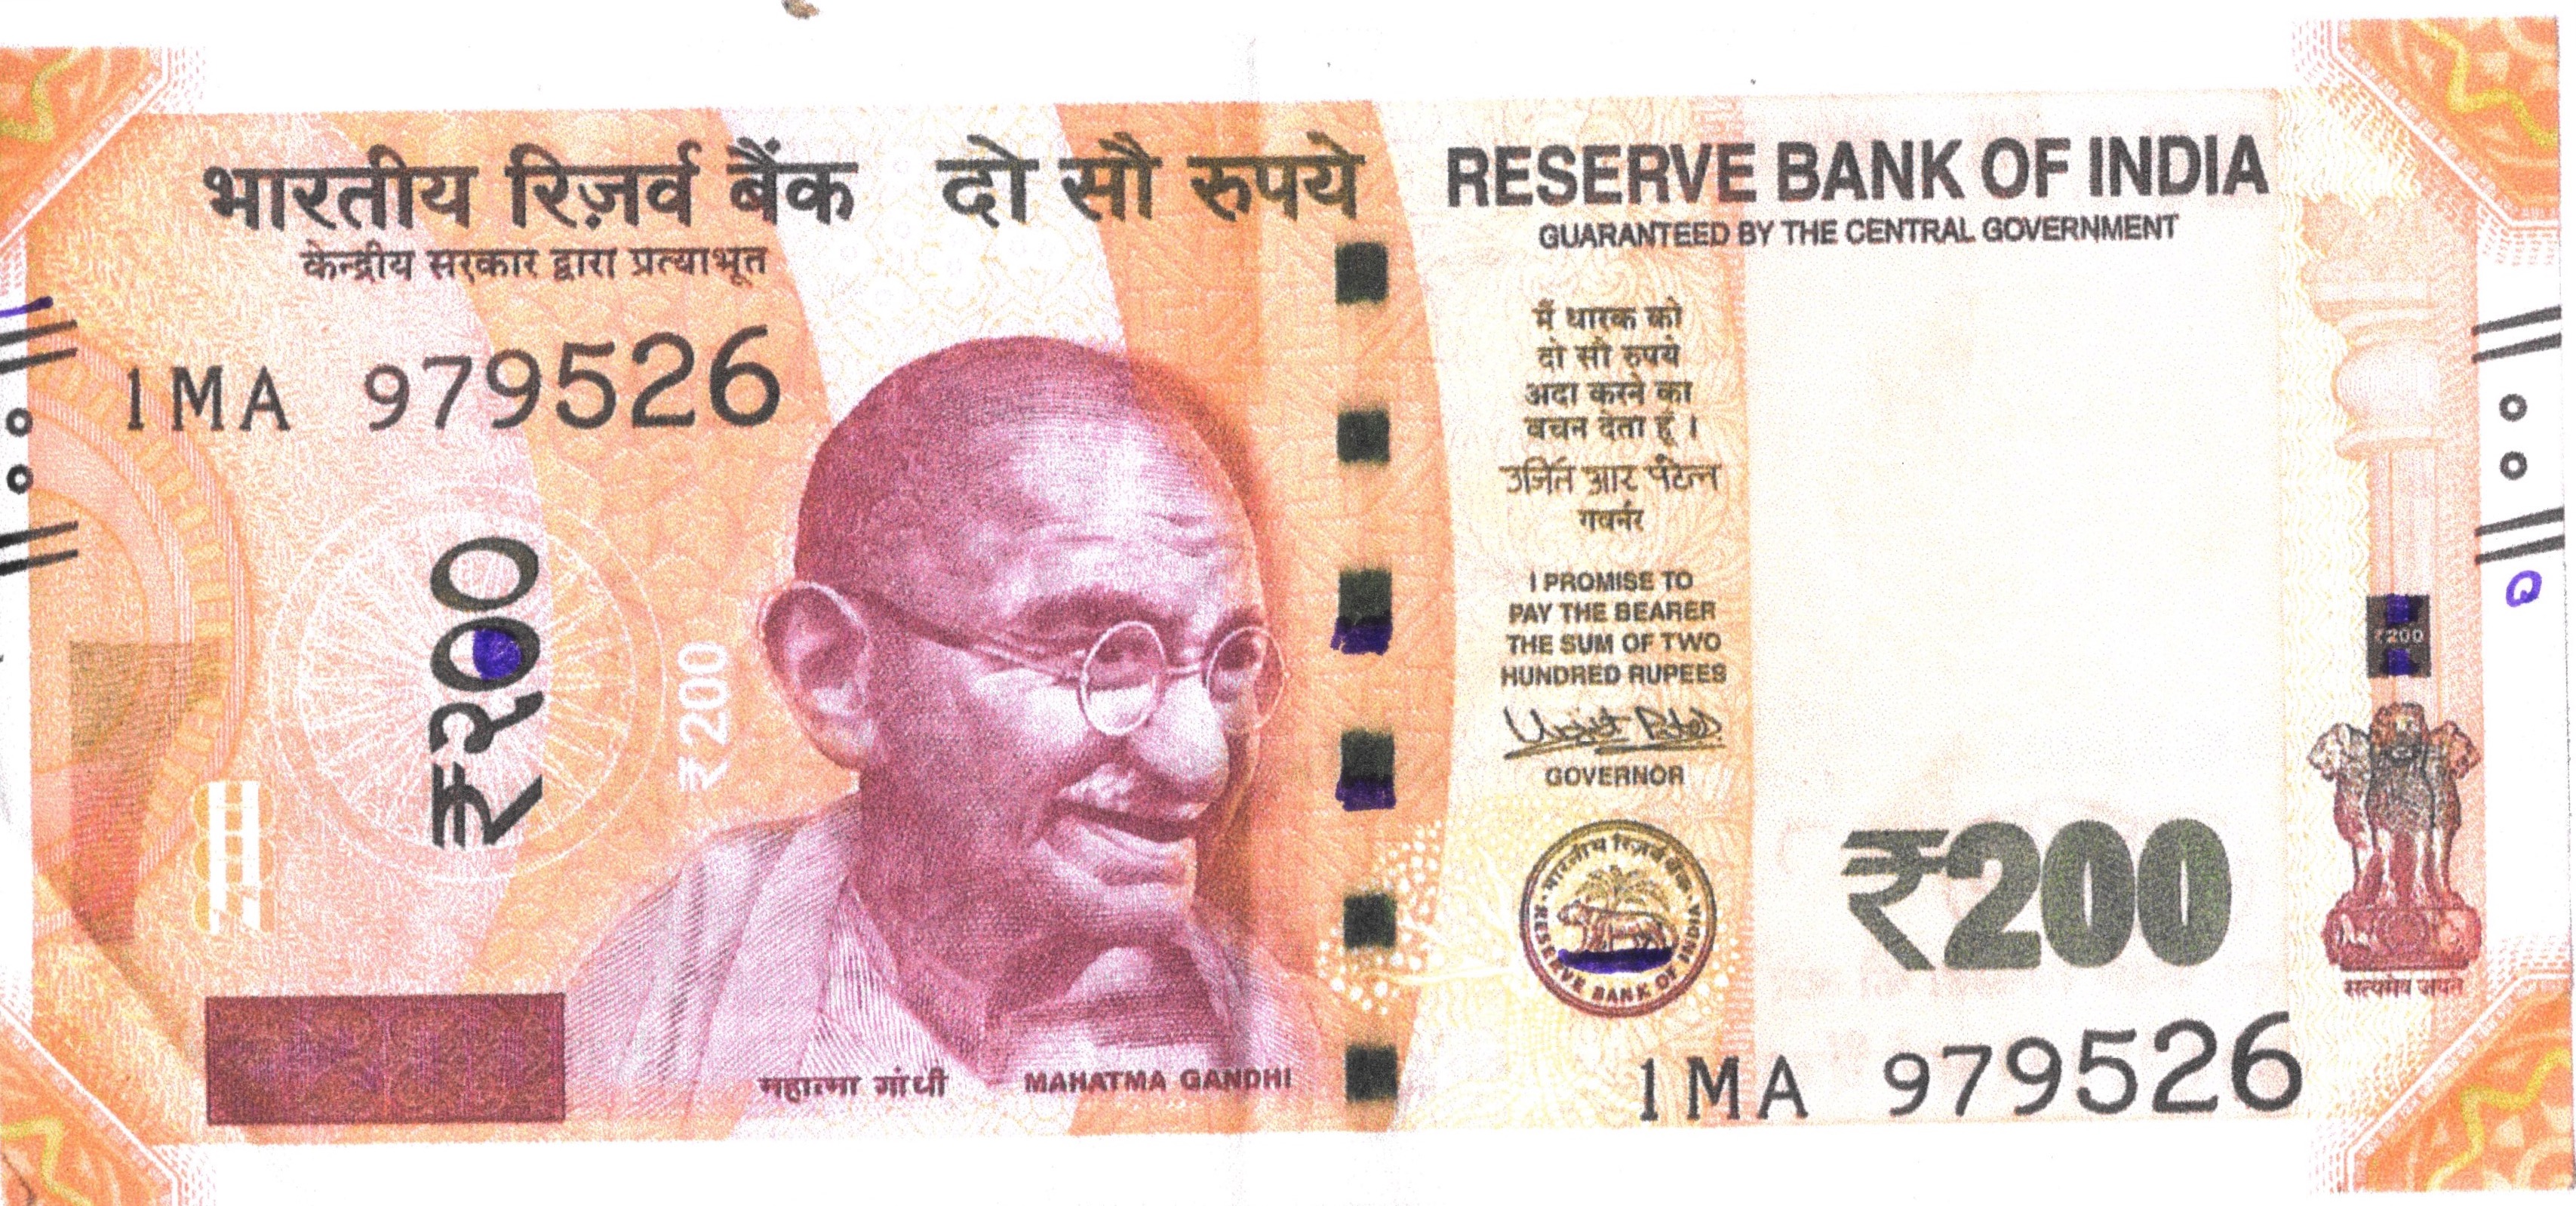 भारतीय रिज़र्व बैंक दो सौ रुपये RESERVE BANK OF INDIA
केन्द्रीय सरकार द्वारा प्रत्याभूत GUARANTEED BY THE CENTRAL GOVERNMENT
1MA 979526
मैं धारक को
दो सौ रुपये
अदा करने का
वचन देता हूं ।
उर्जित आर पटेल
गवर्नर
I PROMISE TO
PAY THE BEARER
THE SUM OF TWO
HUNDRED RUPEES
Urjit Patel
GOVERNOR
₹२००
₹200
Q
₹200
भारतीय रिज़र्व बैंक
RESERVE BANK OF INDIA
₹200
सत्यमेव जयते
महात्मा गांधी MAHATMA GANDHI
1MA 979526